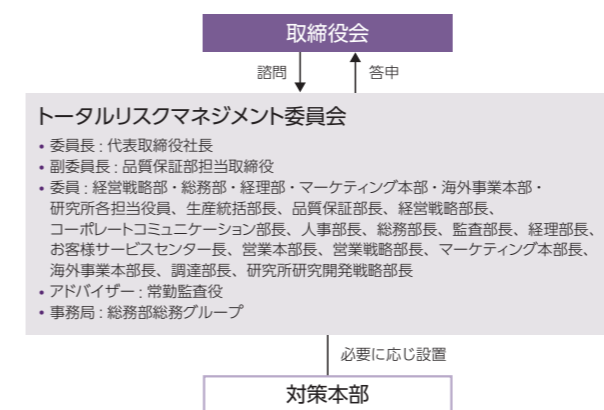 取締役会
諮問
答申
トータルリスクマネジメント委員会
• 委員長 : 代表取締役社長
• 副委員長 : 品質保証部担当取締役
• 委員 : 経営戦略部・総務部・経理部・マーケティング本部・海外事業本部・
研究所各担当役員、生産統括部長、品質保証部長、経営戦略部長、
コーポレートコミュニケーション部長、人事部長、総務部長、監査部長、経理部長、
お客様サービスセンター長、営業本部長、営業戦略部長、マーケティング本部長、
海外事業本部長、調達部長、研究所研究開発戦略部長
• アドバイザー : 常勤監査役
• 事務局 : 総務部総務グループ
必要に応じ設置
対策本部